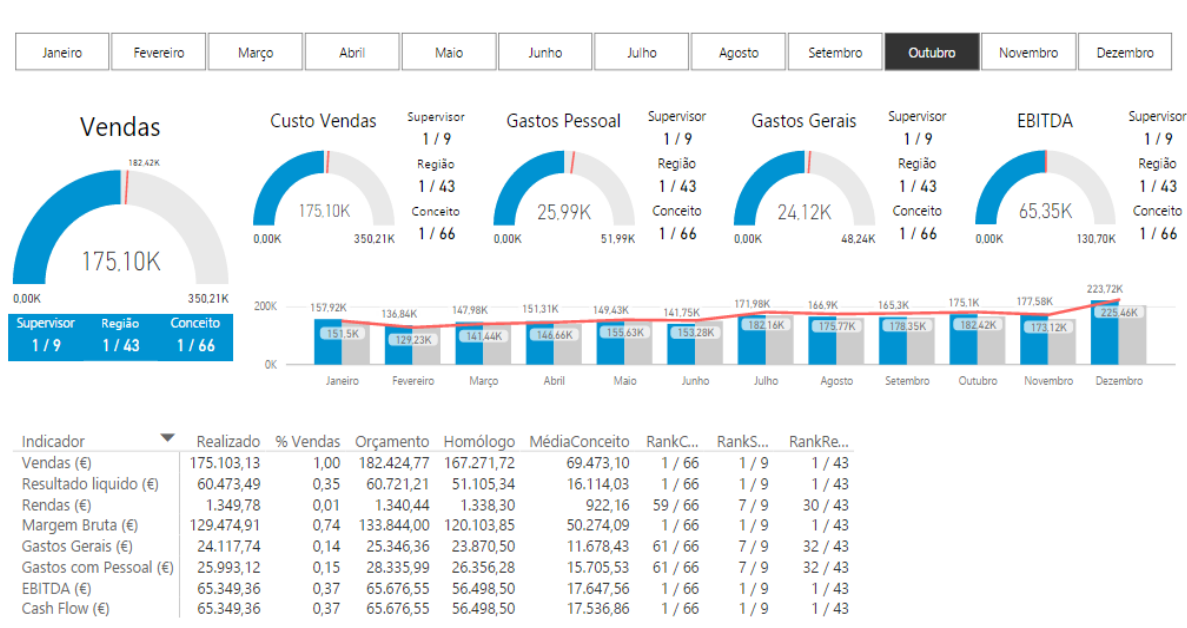 Janeiro Fevereiro Março Abril Maio Junho Julho Agosto Setembro Outubro Novembro Dezembro
Vendas
182.42K
175,10K
0,00K 350,21K
Supervisor Região Conceito
1 / 9 1 / 43 1 / 66
Custo Vendas
175,10K
0,00K 350,21K
Supervisor
1 / 9
Região
1 / 43
Conceito
1 / 66
Gastos Pessoal
25,99K
0,00K 51,99K
Supervisor
1 / 9
Região
1 / 43
Conceito
1 / 66
Gastos Gerais
24,12K
0,00K 48,24K
Supervisor
1 / 9
Região
1 / 43
Conceito
1 / 66
EBITDA
65,35K
0,00K 130,70K
Supervisor
1 / 9
Região
1 / 43
Conceito
1 / 66
200K
0K
157,92K 136,84K 147,98K 151,31K 149,43K 141,75K 171,98K 166,9K 165,3K 175,1K 177,58K 223,72K
151,5K 129,23K 141,44K 146,66K 155,63K 153,28K 182,16K 175,77K 178,35K 182,42K 173,12K 225,46K
Janeiro Fevereiro Março Abril Maio Junho Julho Agosto Setembro Outubro Novembro Dezembro
Indicador Realizado % Vendas Orçamento Homólogo MédiaConceito RankC... RankS... RankRe...
Vendas (€) 175.103,13 1,00 182.424,77 167.271,72 69.473,10 1 / 66 1 / 9 1 / 43
Resultado liquido (€) 60.473,49 0,35 60.721,21 51.105,34 16.114,03 1 / 66 1 / 9 1 / 43
Rendas (€) 1.349,78 0,01 1.340,44 1.338,30 922,16 59 / 66 7 / 9 30 / 43
Margem Bruta (€) 129.474,91 0,74 133.844,00 120.103,85 50.274,09 1 / 66 1 / 9 1 / 43
Gastos Gerais (€) 24.117,74 0,14 25.346,36 23.870,50 11.678,43 61 / 66 7 / 9 32 / 43
Gastos com Pessoal (€) 25.993,12 0,15 28.335,99 26.356,28 15.705,53 61 / 66 7 / 9 32 / 43
EBITDA (€) 65.349,36 0,37 65.676,55 56.498,50 17.647,56 1 / 66 1 / 9 1 / 43
Cash Flow (€) 65.349,36 0,37 65.676,55 56.498,50 17.536,86 1 / 66 1 / 9 1 / 43